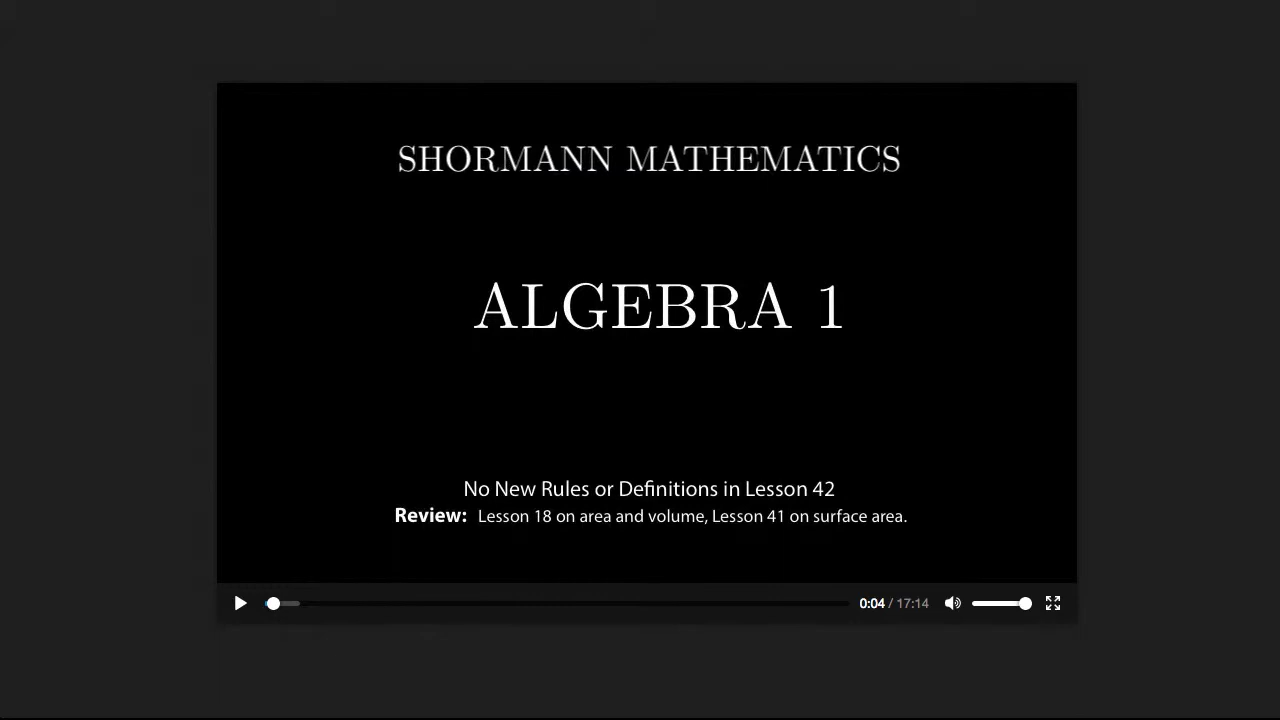 SHORMANN MATHEMATICS
ALGEBRA 1
No New Rules or Definitions in Lesson 42
Review: Lesson 18 on area and volume, Lesson 41 on surface area.
0:04 / 17:14